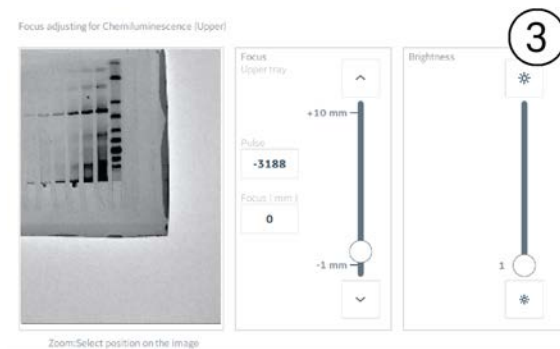 Focus adjusting for Chemiluminescence (Upper)
3
Focus
Upper tray
+10 mm
Pulse
-3188
Focus ( mm )
0
-1 mm
Brightness
1
Zoom:Select position on the image